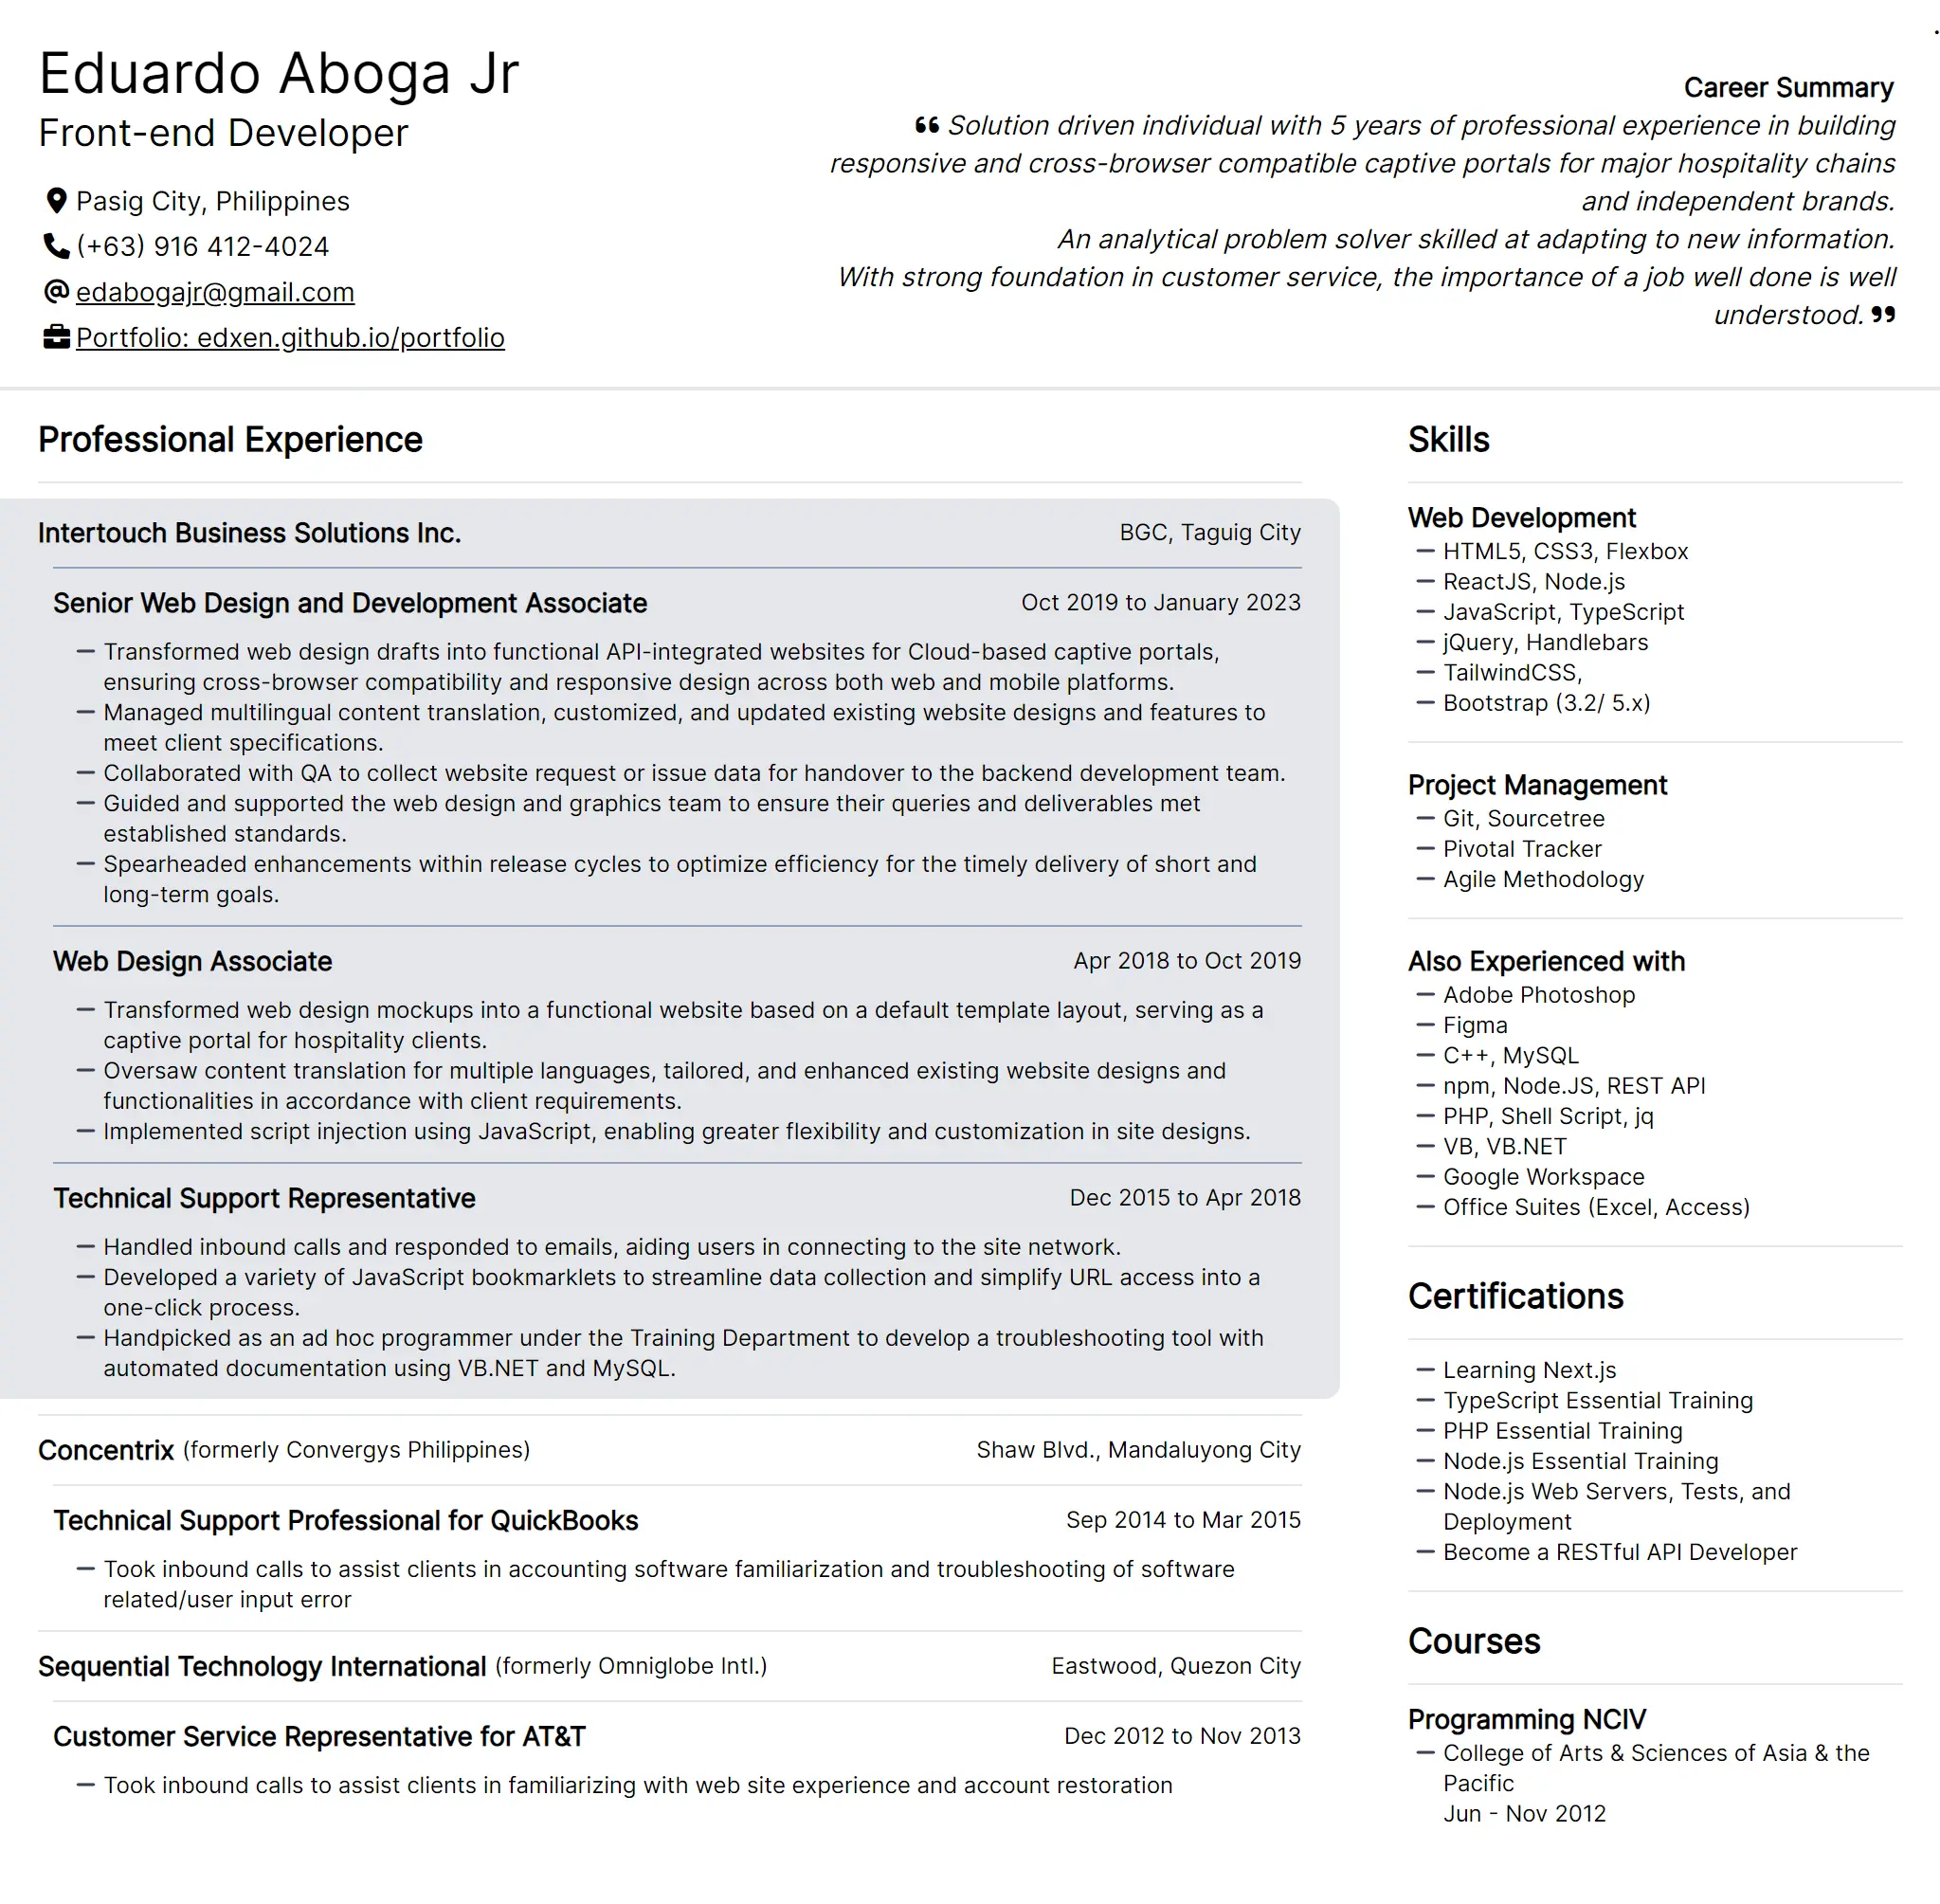 Eduardo Aboga Jr
Front-end Developer
Pasig City, Philippines
(+63) 916 412-4024
edabogajr@gmail.com
Portfolio: edxen.github.io/portfolio
Career Summary
❝ Solution driven individual with 5 years of professional experience in building
responsive and cross-browser compatible captive portals for major hospitality chains
and independent brands.
An analytical problem solver skilled at adapting to new information.
With strong foundation in customer service, the importance of a job well done is well
understood. ❞
Professional Experience
Intertouch Business Solutions Inc. BGC, Taguig City
Senior Web Design and Development Associate Oct 2019 to January 2023
— Transformed web design drafts into functional API-integrated websites for Cloud-based captive portals,
ensuring cross-browser compatibility and responsive design across both web and mobile platforms.
— Managed multilingual content translation, customized, and updated existing website designs and features to
meet client specifications.
— Collaborated with QA to collect website request or issue data for handover to the backend development team.
— Guided and supported the web design and graphics team to ensure their queries and deliverables met
established standards.
— Spearheaded enhancements within release cycles to optimize efficiency for the timely delivery of short and
long-term goals.
Web Design Associate Apr 2018 to Oct 2019
— Transformed web design mockups into a functional website based on a default template layout, serving as a
captive portal for hospitality clients.
— Oversaw content translation for multiple languages, tailored, and enhanced existing website designs and
functionalities in accordance with client requirements.
— Implemented script injection using JavaScript, enabling greater flexibility and customization in site designs.
Technical Support Representative Dec 2015 to Apr 2018
— Handled inbound calls and responded to emails, aiding users in connecting to the site network.
— Developed a variety of JavaScript bookmarklets to streamline data collection and simplify URL access into a
one-click process.
— Handpicked as an ad hoc programmer under the Training Department to develop a troubleshooting tool with
automated documentation using VB.NET and MySQL.
Concentrix (formerly Convergys Philippines) Shaw Blvd., Mandaluyong City
Technical Support Professional for QuickBooks Sep 2014 to Mar 2015
— Took inbound calls to assist clients in accounting software familiarization and troubleshooting of software
related/user input error
Sequential Technology International (formerly Omniglobe Intl.) Eastwood, Quezon City
Customer Service Representative for AT&T Dec 2012 to Nov 2013
— Took inbound calls to assist clients in familiarizing with web site experience and account restoration
Skills
Web Development
— HTML5, CSS3, Flexbox
— ReactJS, Node.js
— JavaScript, TypeScript
— jQuery, Handlebars
— TailwindCSS,
— Bootstrap (3.2/ 5.x)
Project Management
— Git, Sourcetree
— Pivotal Tracker
— Agile Methodology
Also Experienced with
— Adobe Photoshop
— Figma
— C++, MySQL
— npm, Node.JS, REST API
— PHP, Shell Script, jq
— VB, VB.NET
— Google Workspace
— Office Suites (Excel, Access)
Certifications
— Learning Next.js
— TypeScript Essential Training
— PHP Essential Training
— Node.js Essential Training
— Node.js Web Servers, Tests, and
Deployment
— Become a RESTful API Developer
Courses
Programming NCIV
— College of Arts & Sciences of Asia & the
Pacific
Jun - Nov 2012